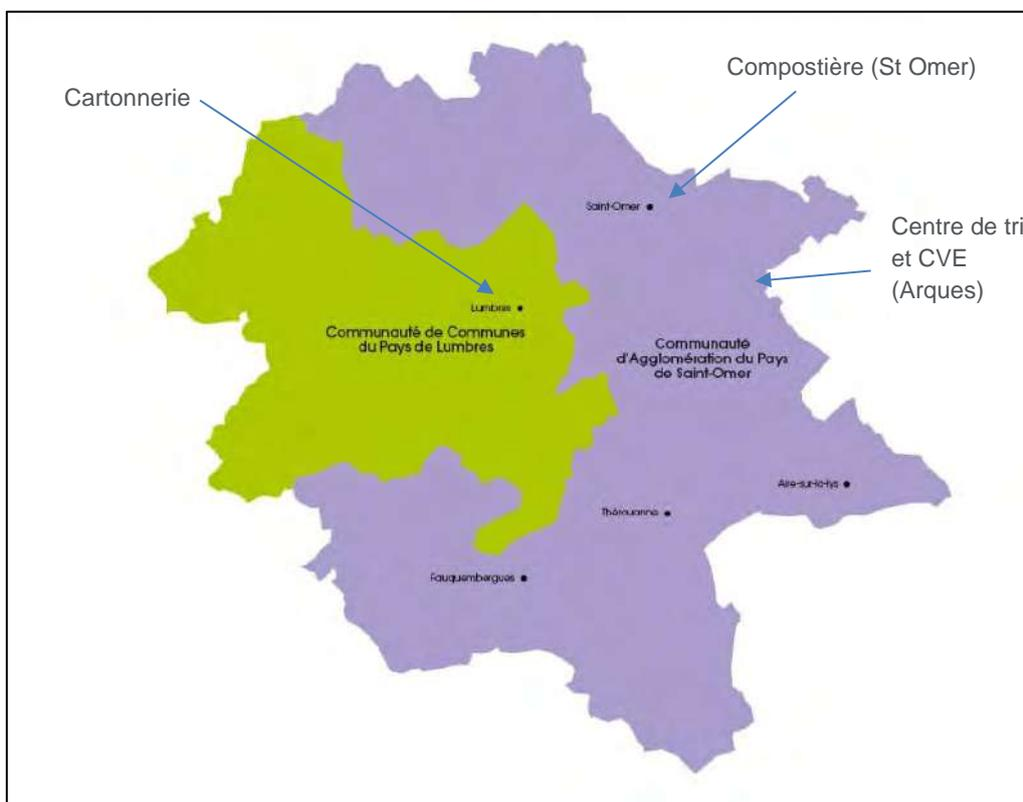 Compostière (St Omer)
Cartonnerie
Saint-Omer
Centre de tri
et CVE
(Arques)
Lumbres
Communauté de Communes
du Pays de Lumbres
Communauté
d'Agglomération du Pays
de Saint-Omer
Aire-sur-la-lys
Thérouanne
Fauquembergues